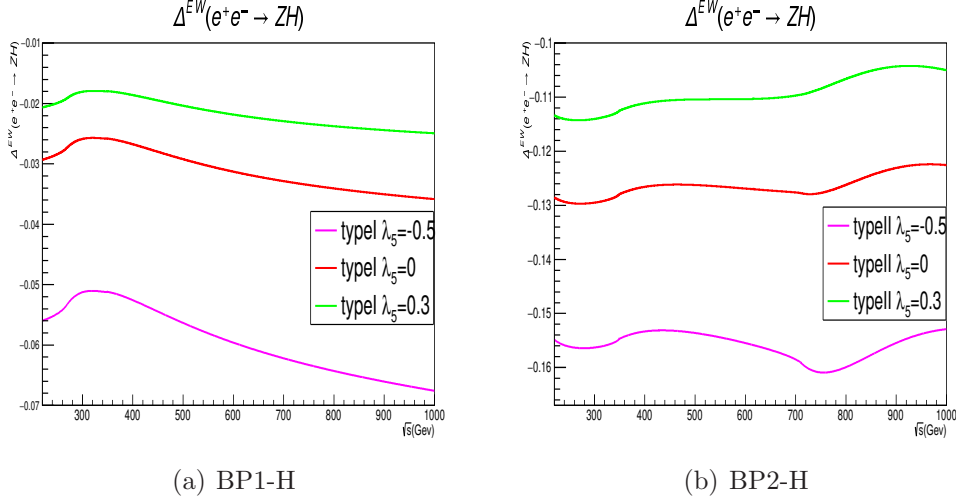 Δ^EW(e⁺e⁻ → ZH)
Δ^EW(e⁺e⁻ → ZH)
−0.01
−0.02
−0.03
−0.04
−0.05
−0.06
−0.07
300 400 500 600 700 800 900 1000
√s(Gev)
typeI λ₅=-0.5
typeI λ₅=0
typeI λ₅=0.3
(a) BP1-H
Δ^EW(e⁺e⁻ → ZH)
Δ^EW(e⁺e⁻ → ZH)
−0.1
−0.11
−0.12
−0.13
−0.14
−0.15
−0.16
300 400 500 600 700 800 900 1000
√s(Gev)
typeII λ₅=-0.5
typeII λ₅=0
typeII λ₅=0.3
(b) BP2-H